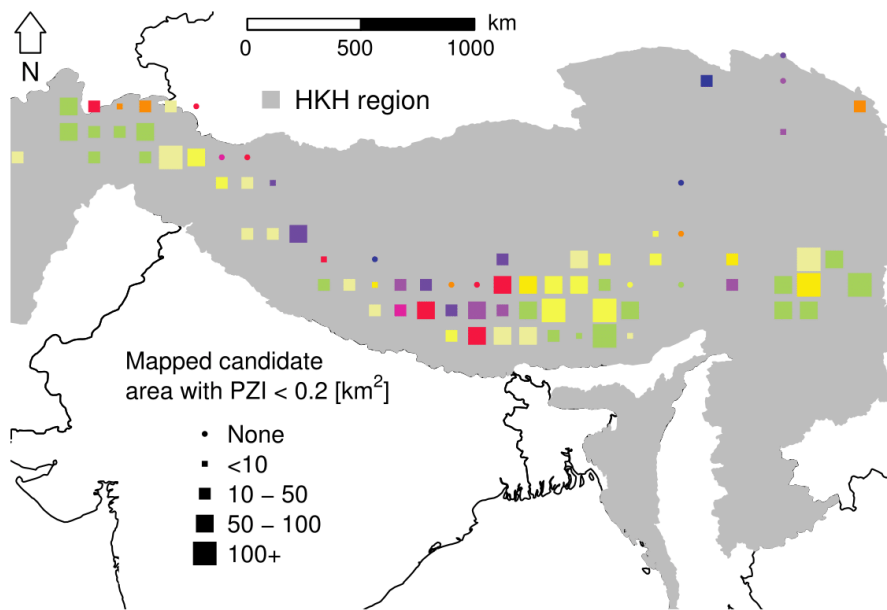 km
0 500 1000
N
HKH region
Mapped candidate
area with PZI < 0.2 [km²]
None
<10
10 – 50
50 – 100
100+